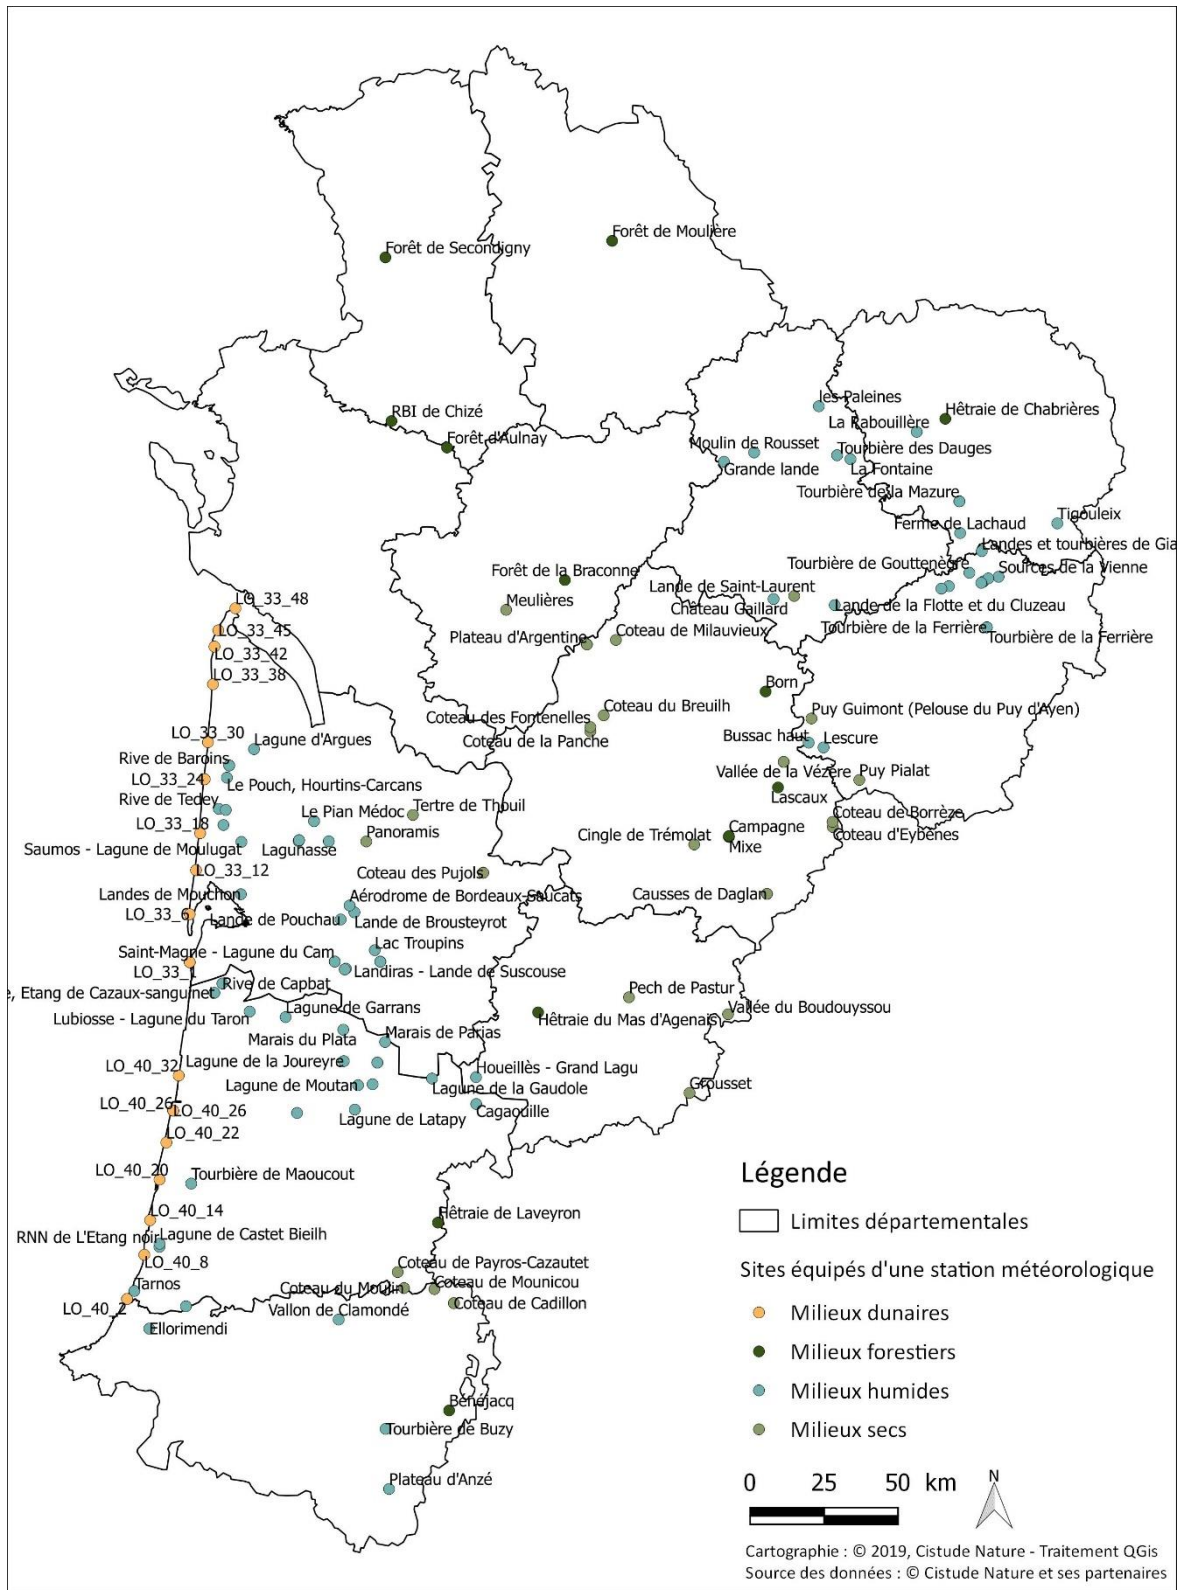 Forêt de Moulière
Forêt de Secondigny
les Paleines
Hêtraie de Chabrières
RBI de Chizé
La Rabouillère
Forêt d'Aulnay
Moulin de Rousset
Tourbière des Dauges
Grande lande
La Fontaine
Tourbière de la Mazure
Tigouleix
Ferme de Lachaud
Landes et tourbières de Gia
Tourbière de Gouttenègre
Sources de la Vienne
Forêt de la Braconne
Lande de Saint-Laurent
Meulières
Château Gaillard
Lande de la Flotte et du Cluzeau
LO_33_48
LO_33_45
Plateau d'Argentine
Coteau de Milauvieux
Tourbière de la Ferrière
Tourbière de la Ferrière
LO_33_42
LO_33_38
Born
Coteau du Breuilh
Puy Guimont (Pelouse du Puy d'Ayen)
Coteau des Fontenelles
LO_33_30
Lagune d'Argues
Coteau de la Panche
Bussac haut
Lescure
Rive de Baroins
LO_33_24
Le Pouch, Hourtins-Carcans
Vallée de la Vézère
Puy Pialat
Rive de Tedey
Lascaux
Le Pian Médoc
Tertre de Thouil
Coteau de Borrèze
LO_33_18
Panoramis
Cingle de Trémolat
Campagne
Coteau d'Eybènes
Saumos - Lagune de Moulugat
Lagunasse
Mixe
LO_33_12
Coteau des Pujols
Landes de Mouchon
Aérodrome de Bordeaux-Saucats
Causses de Daglan
LO_33_6
Lande de Pouchau
Lande de Brousteyrot
Lac Troupins
Saint-Magne - Lagune du Cam
LO_33_1
Landiras - Lande de Suscouse
Rive de Capbat
e, Etang de Cazaux-sanguinet
Pech de Pastur
Lubiosse - Lagune du Taron
Lagune de Garrans
Vallée du Boudouyssou
Hêtraie du Mas d'Agenais
Marais du Plata
Marais de Parias
LO_40_32
Lagune de la Joureyre
Houeillès - Grand Lagu
Lagune de Moutan
Lagune de la Gaudole
Grousset
LO_40_26
LO_40_26
Lagune de Latapy
Cagaouille
LO_40_22
LO_40_20
Tourbière de Maoucout
LO_40_14
Hêtraie de Laveyron
RNN de L'Etang noir
Lagune de Castet Bieilh
LO_40_8
Coteau de Payros-Cazautet
Tarnos
Coteau du Moulin
Coteau de Mounicou
LO_40_2
Vallon de Clamondé
Coteau de Cadillon
Ellorimendi
Bénéjacq
Tourbière de Buzy
Plateau d'Anzé
Légende
Limites départementales
Sites équipés d'une station météorologique
Milieux dunaires
Milieux forestiers
Milieux humides
Milieux secs
0 25 50 km
N
Cartographie : © 2019, Cistude Nature - Traitement QGis
Source des données : © Cistude Nature et ses partenaires